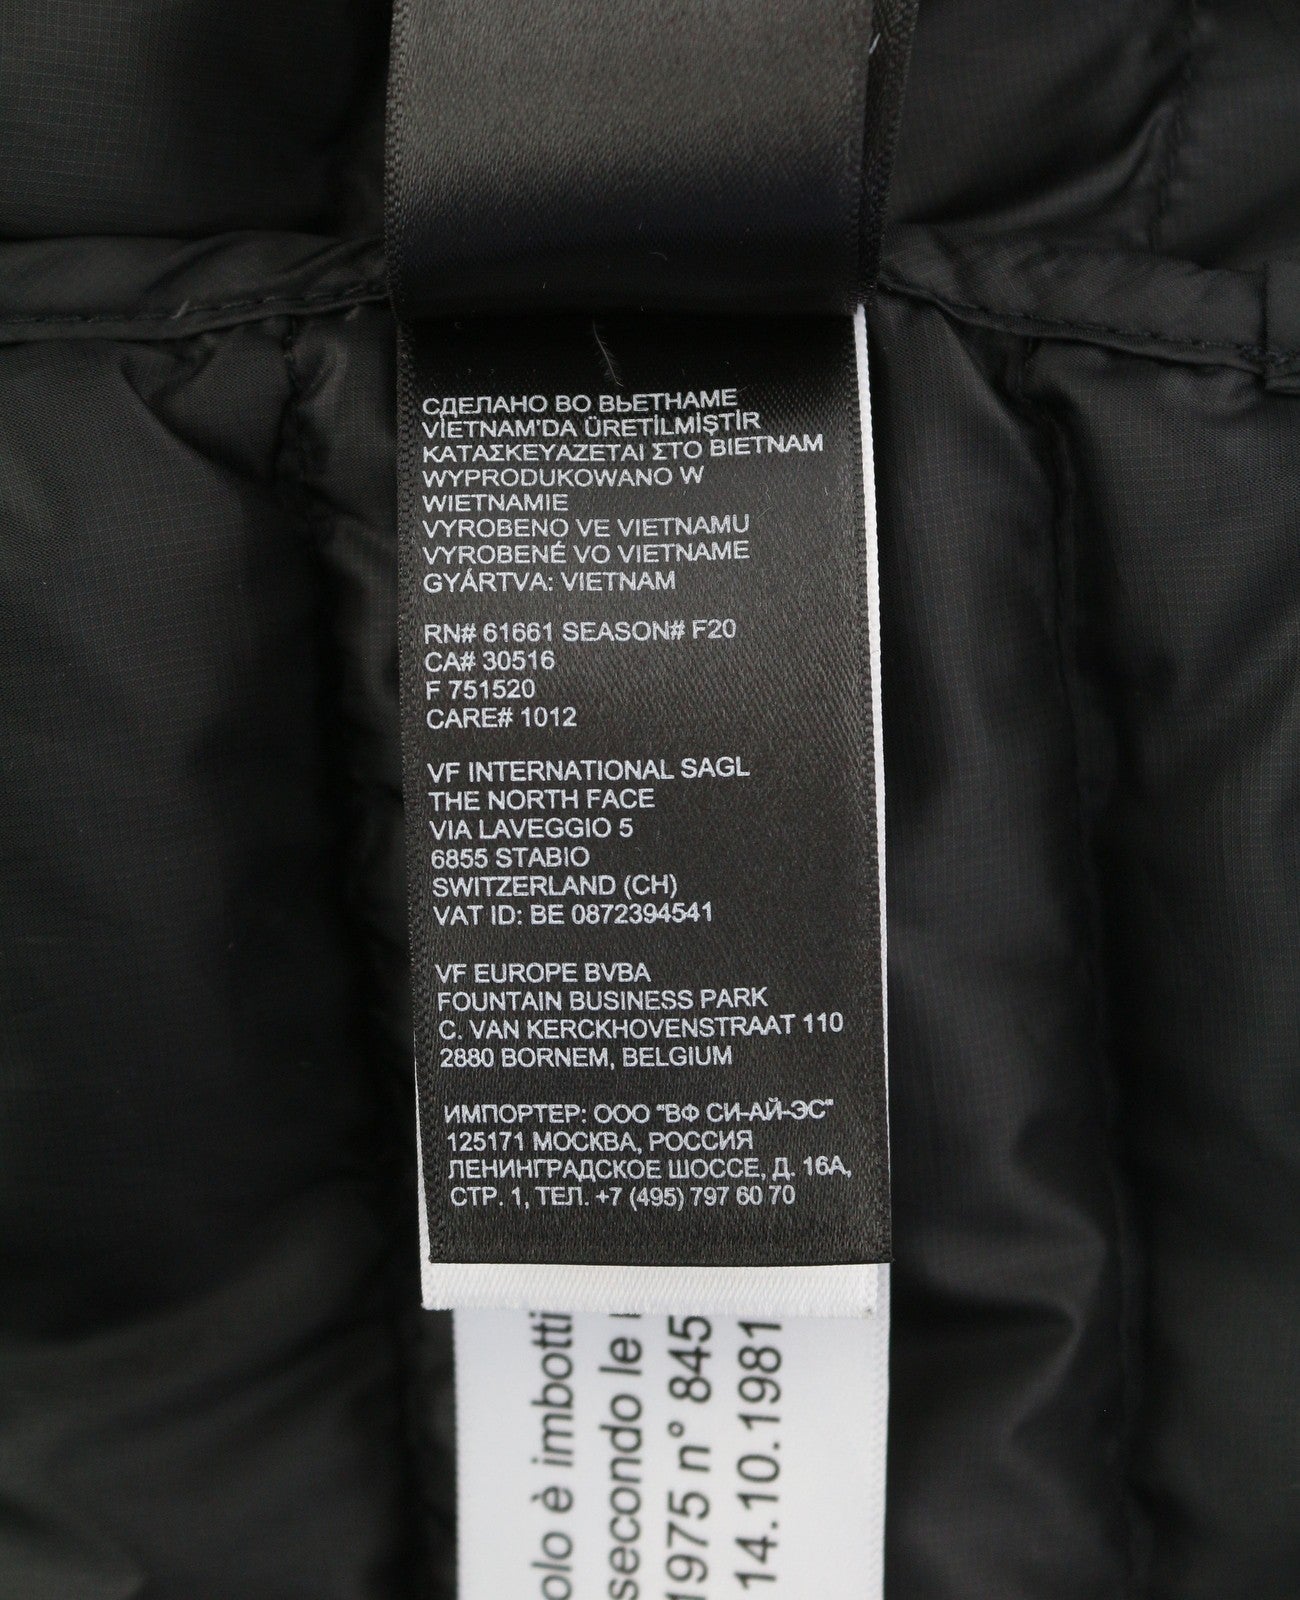 СДЕЛАНО ВО ВЬЕТНАМЕ
VİETNAM'DA ÜRETİLMİŞTİR
ΚΑΤΑΣΚΕΥΑΖΕΤΑΙ ΣΤΟ ΒΙΕΤΝΑΜ
WYPRODUKOWANO W
WIETNAMIE
VYROBENO VE VIETNAMU
VYROBENÉ VO VIETNAME
GYÁRTVA: VIETNAM
RN# 61661 SEASON# F20
CA# 30516
F 751520
CARE# 1012
VF INTERNATIONAL SAGL
THE NORTH FACE
VIA LAVEGGIO 5
6855 STABIO
SWITZERLAND (CH)
VAT ID: BE 0872394541
VF EUROPE BVBA
FOUNTAIN BUSINESS PARK
C. VAN KERCKHOVENSTRAAT 110
2880 BORNEM, BELGIUM
ИМПОРТЕР: ООО "ВФ СИ-АЙ-ЭС"
125171 МОСКВА, РОССИЯ
ЛЕНИНГРАДСКОЕ ШОССЕ, Д. 16А,
СТР. 1, ТЕЛ. +7 (495) 797 60 70
olo è imbotti
secondo le
1975 n° 845
14.10.1981